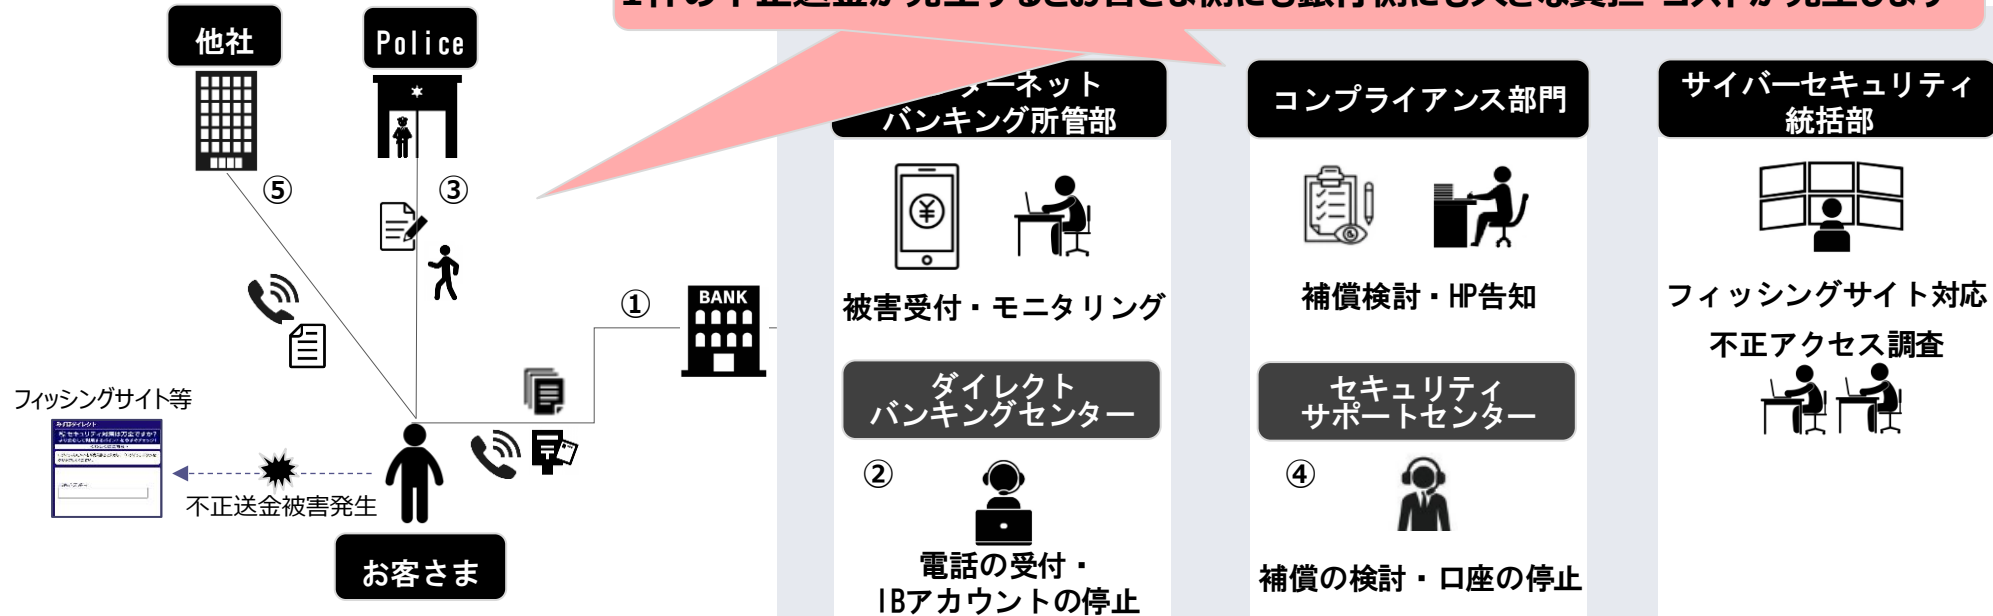 他社
Police
⑤
③
①
BANK
フィッシングサイト等
みずほダイレクト
不正送金被害発生
お客さま
バンキング所管部
被害受付・モニタリング
ダイレクト
バンキングセンター
②
電話の受付・
IBアカウントの停止
コンプライアンス部門
補償検討・HP告知
セキュリティ
サポートセンター
④
補償の検討・口座の停止
サイバーセキュリティ
統括部
フィッシングサイト対応
不正アクセス調査